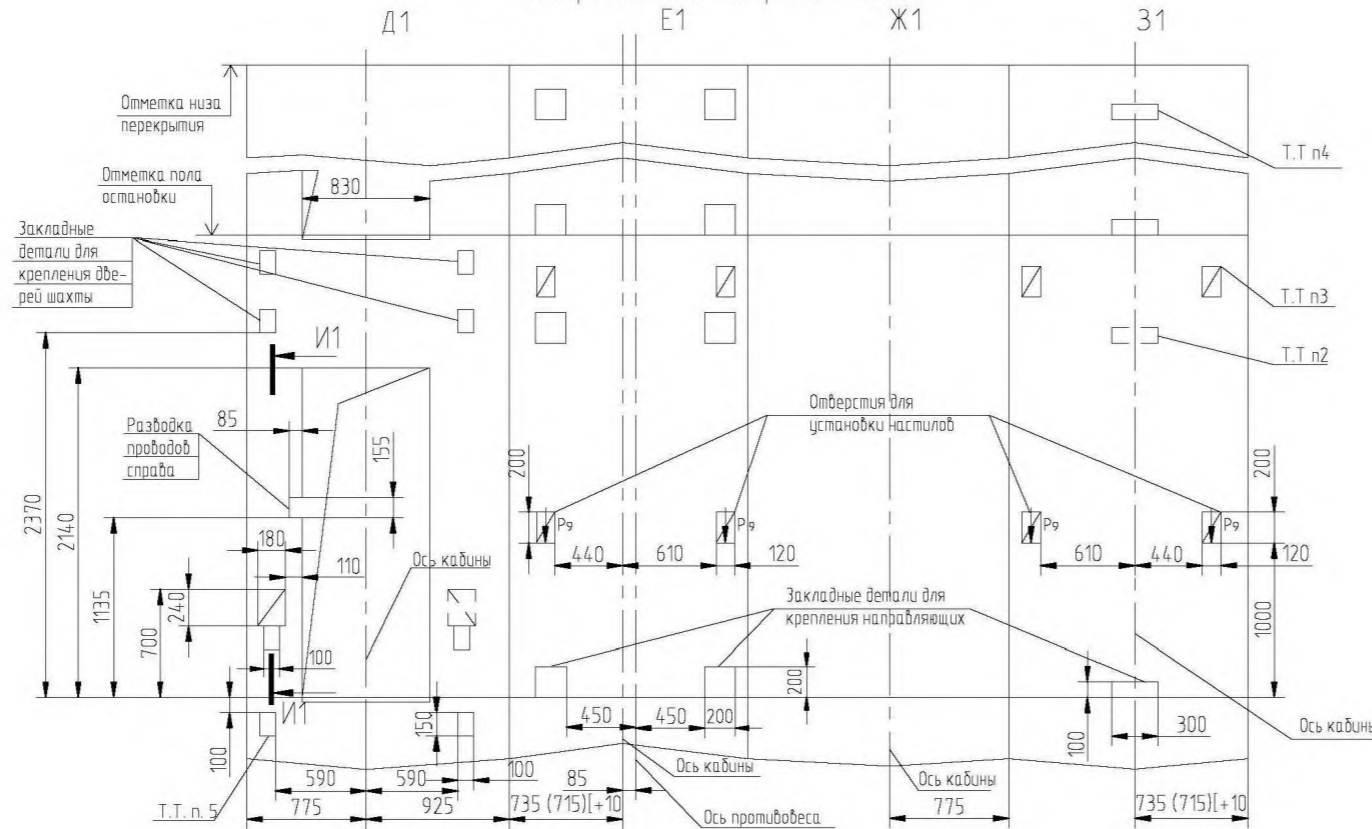 Д1
Е1
Ж1
З1
Отметка низа
перекрытия
Т.Т п4
Отметка пола
остановки
830
Закладные
детали для
крепления две-
рей шахты
Т.Т п3
И1
Т.Т п2
Отверстия для
установки настилов
85
Разводка
проводов
справа
155
200
200
2370
2140
Р9
Р9
Р9
Р9
180
440
610
120
610
440
120
110
Ось кабины
1135
240
700
Закладные детали для
крепления направляющих
1000
100
200
И1
150
450
450
200
100
300
Ось кабины
100
590
590
100
85
Ось кабины
Ось кабины
Т.Т. п. 5
775
925
735 (715)[+10
Ось противовеса
775
735 (715)[+10